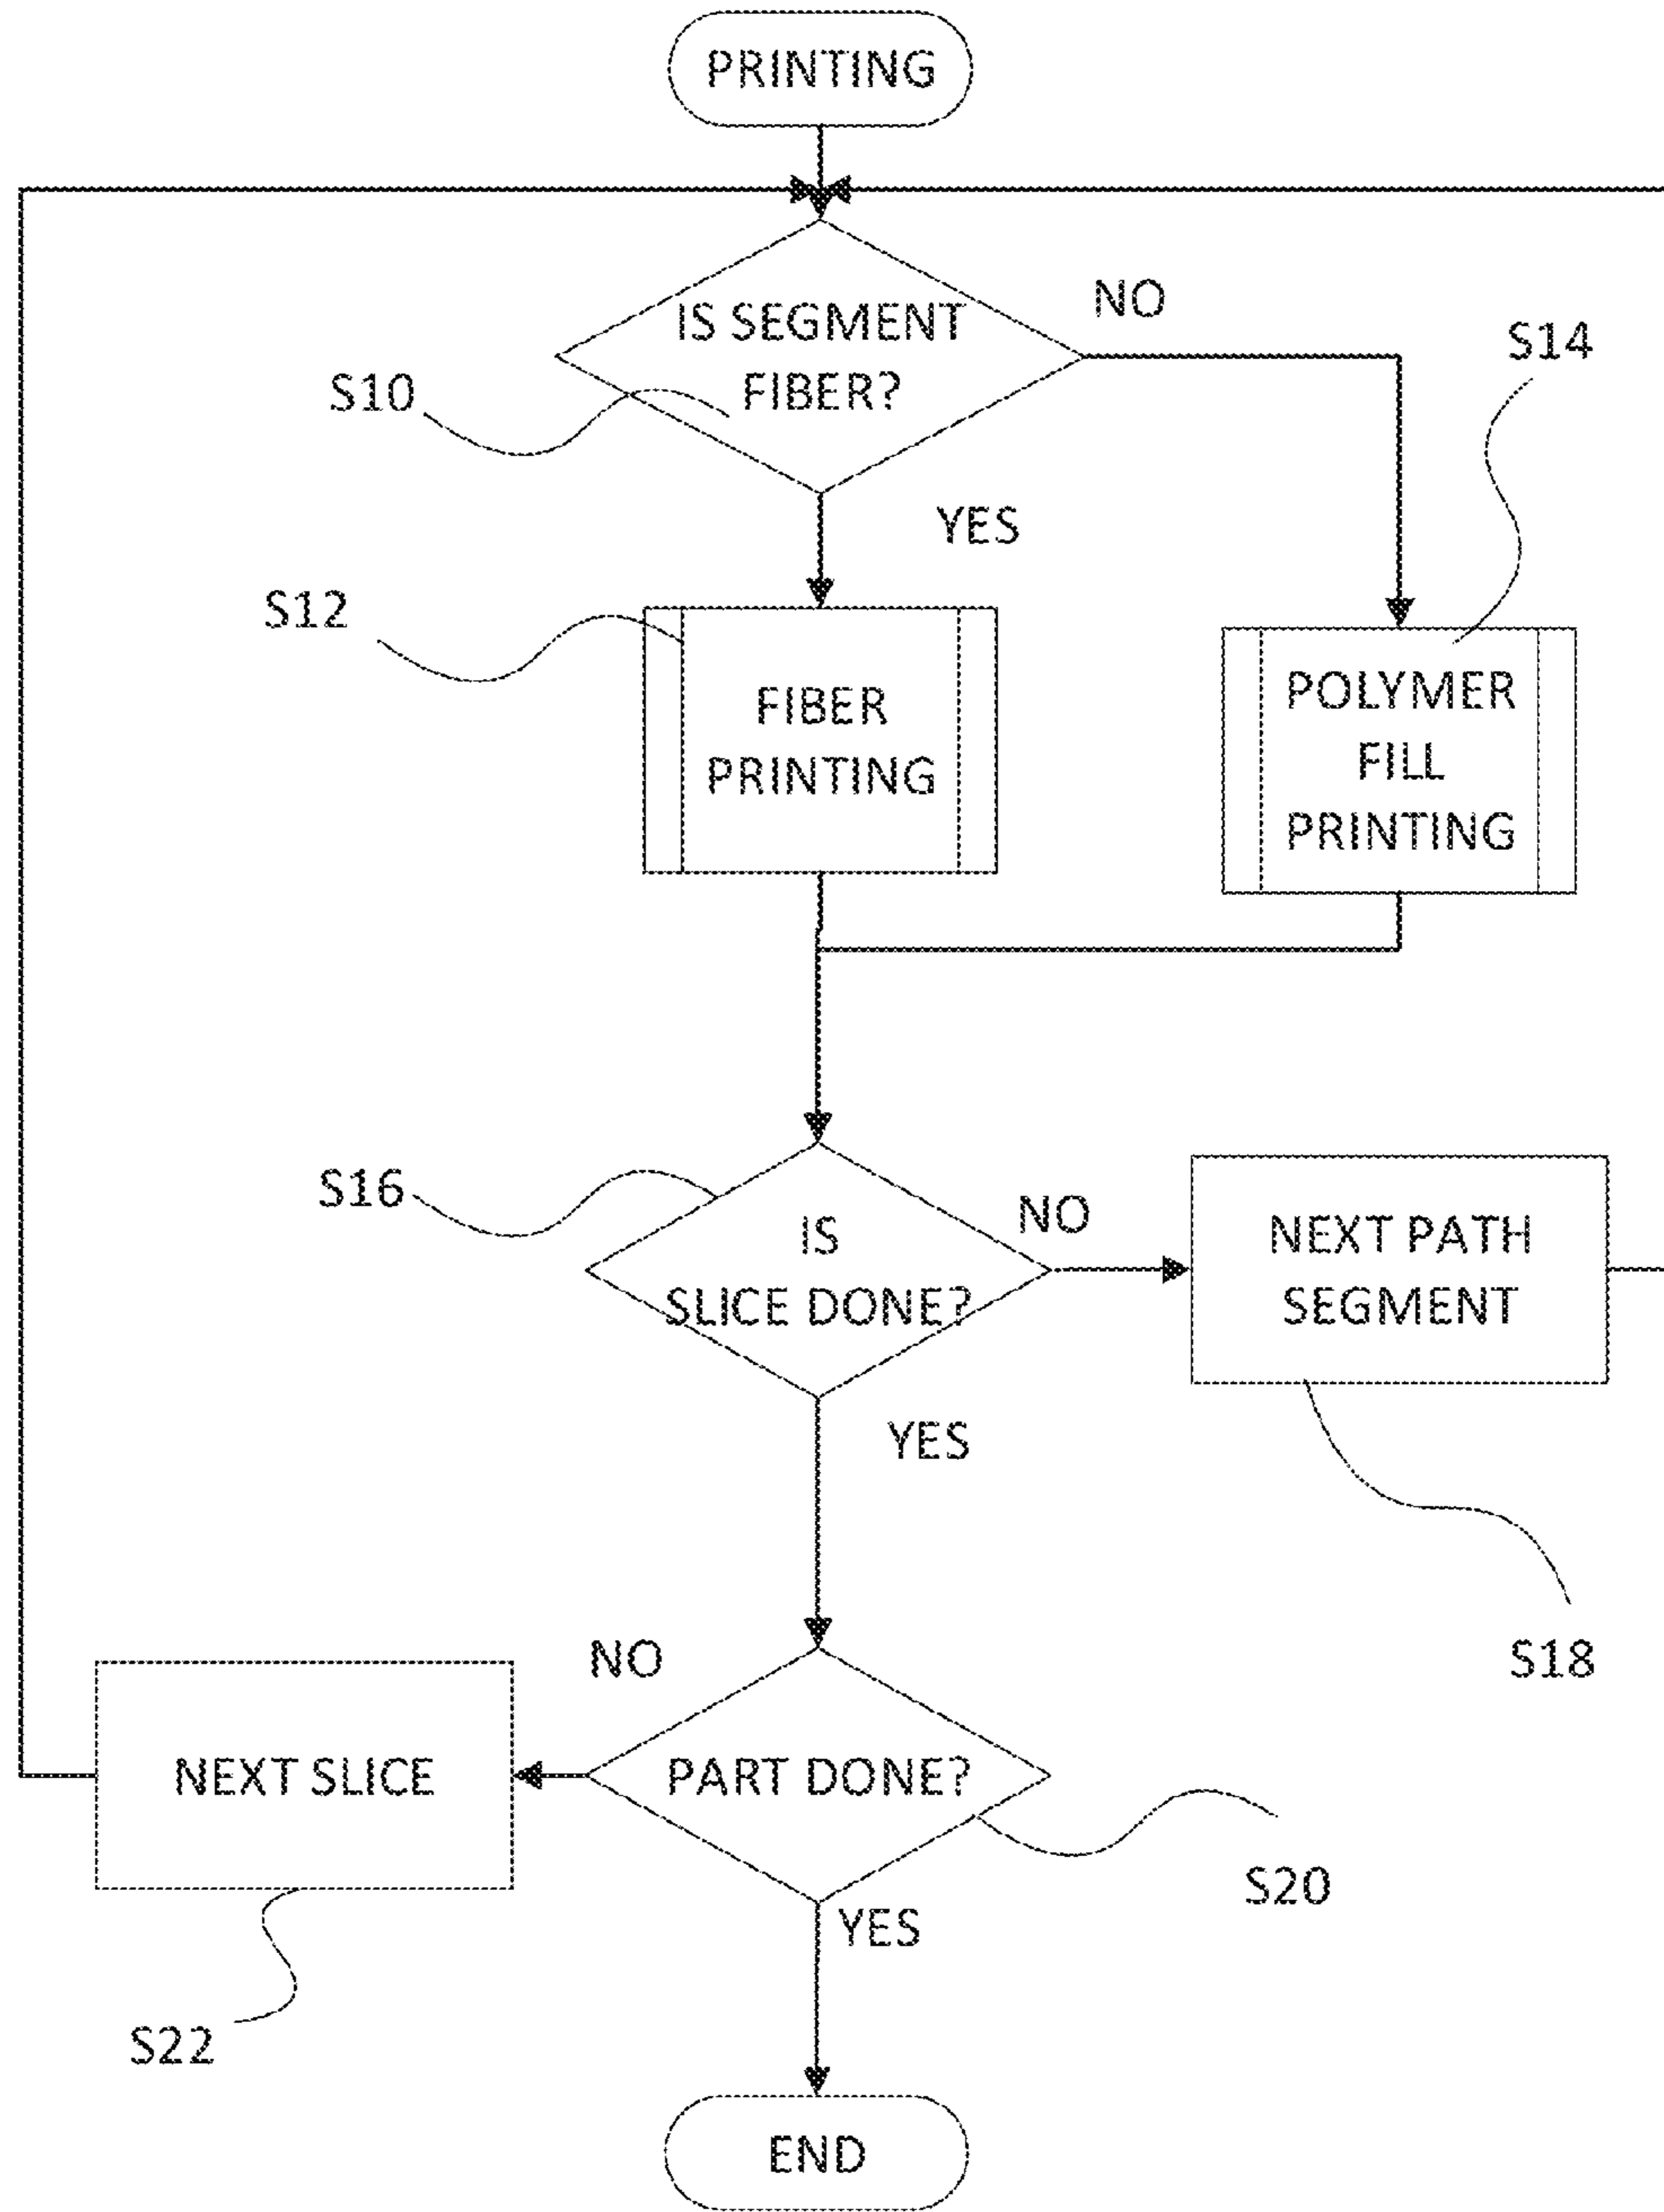 PRINTING
IS SEGMENT
FIBER?
NO
S14
S10
YES
S12
FIBER
PRINTING
POLYMER
FILL
PRINTING
S16
IS
SLICE DONE?
NO
NEXT PATH
SEGMENT
YES
S18
NO
NEXT SLICE
PART DONE?
S20
YES
S22
END